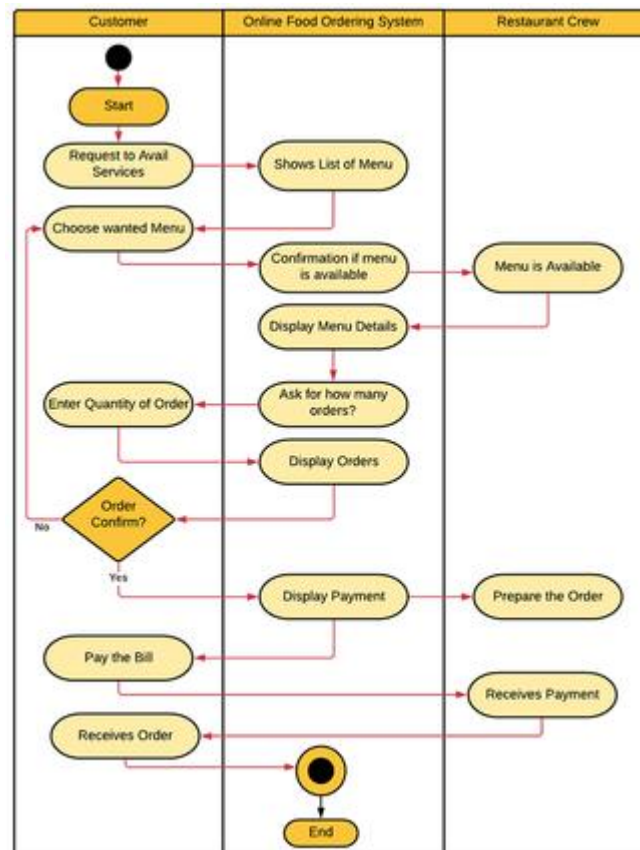 Customer
Online Food Ordering System
Restaurant Crew
Start
Request to Avail
Services
Shows List of Menu
Choose wanted Menu
Confirmation if menu
is available
Menu is Available
Display Menu Details
Ask for how many
orders?
Enter Quantity of Order
Display Orders
Order
Confirm?
No
Yes
Display Payment
Prepare the Order
Pay the Bill
Receives Payment
Receives Order
End